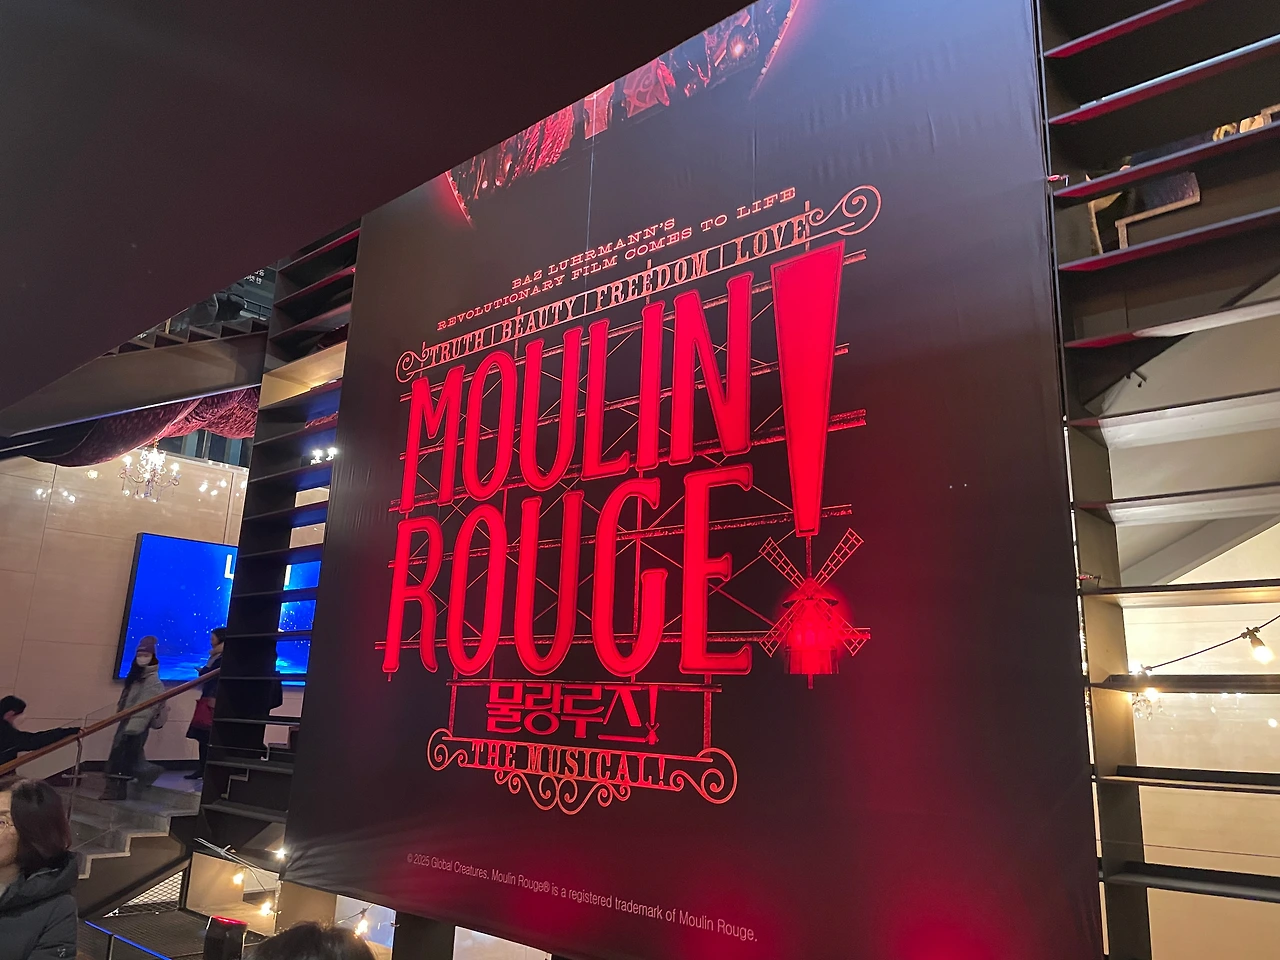 BAZ LUHRMANN'S
REVOLUTIONARY FILM COMES TO LIFE
TRUTH | BEAUTY | FREEDOM | LOVE
MOULIN
ROUGE!
물랑루즈!
THE MUSICAL!
© 2025 Global Creatures. Moulin Rouge® is a registered trademark of Moulin Rouge.